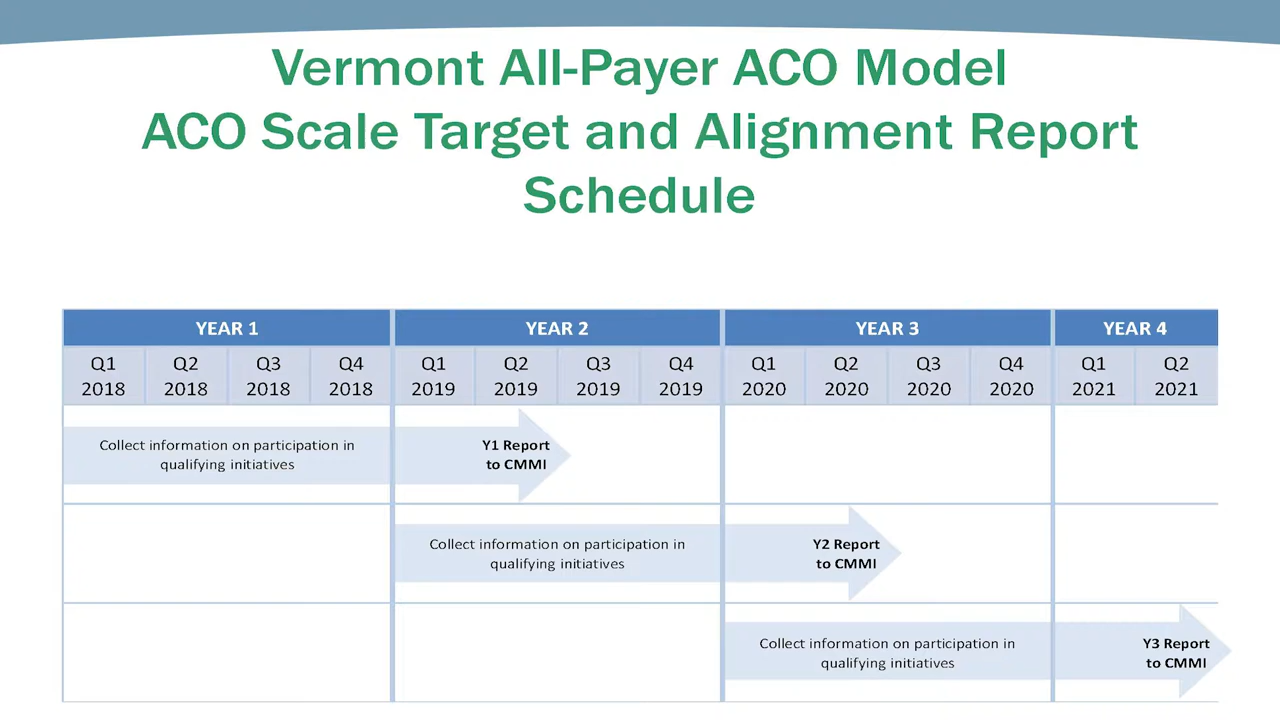 Vermont All-Payer ACO Model
ACO Scale Target and Alignment Report
Schedule
YEAR 1 YEAR 2 YEAR 3 YEAR 4
Q1 Q2 Q3 Q4 Q1 Q2 Q3 Q4 Q1 Q2 Q3 Q4 Q1 Q2
2018 2018 2018 2018 2019 2019 2019 2019 2020 2020 2020 2020 2021 2021
Collect information on participation in Y1 Report
qualifying initiatives to CMMI
Collect information on participation in Y2 Report
qualifying initiatives to CMMI
Collect information on participation in Y3 Report
qualifying initiatives to CMMI